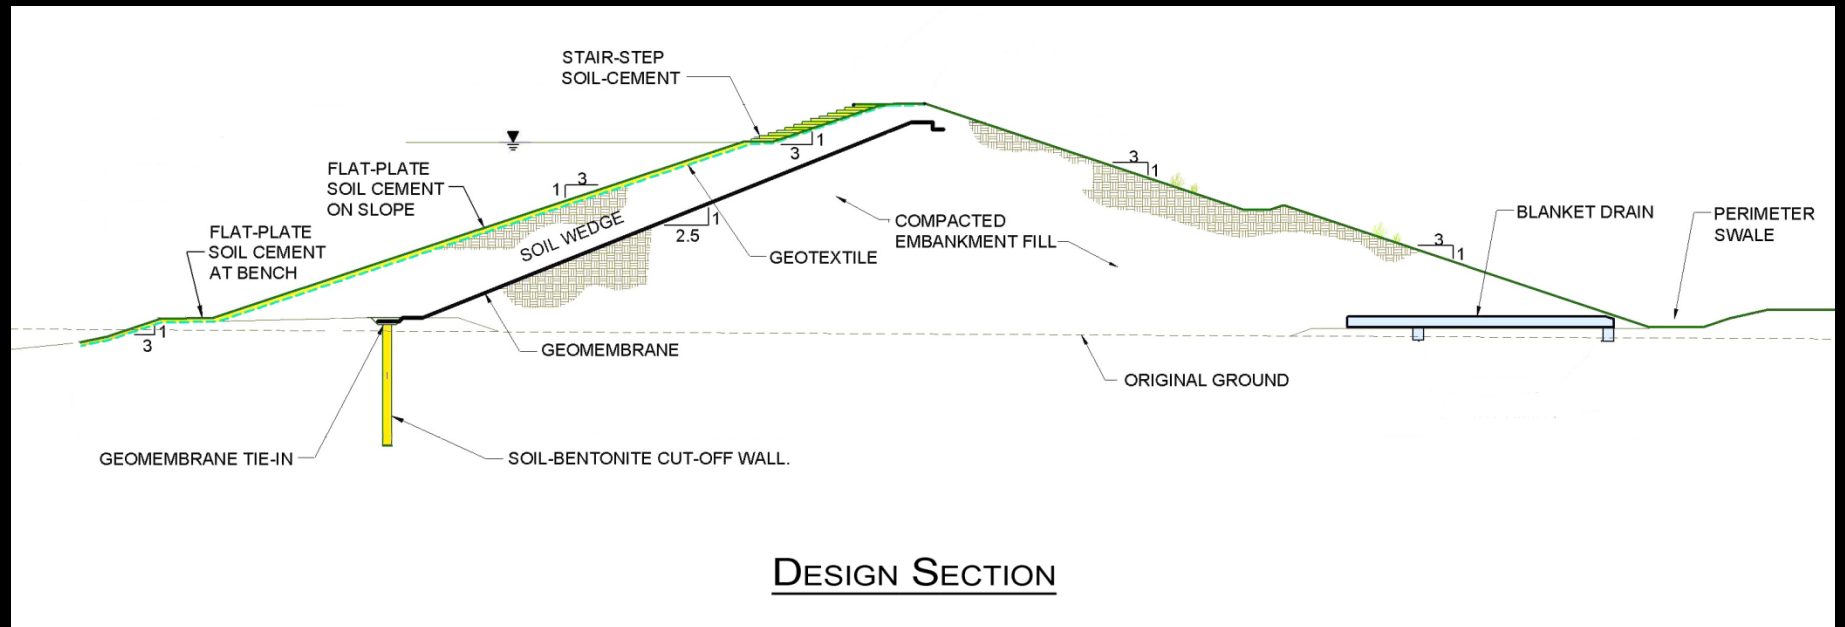 STAIR-STEP
SOIL-CEMENT
3
1
FLAT-PLATE
SOIL CEMENT
ON SLOPE
1
3
FLAT-PLATE
SOIL CEMENT
AT BENCH
SOIL WEDGE
1
2.5
GEOTEXTILE
COMPACTED
EMBANKMENT FILL
3
1
BLANKET DRAIN
PERIMETER
SWALE
3
1
1
3
GEOMEMBRANE
ORIGINAL GROUND
GEOMEMBRANE TIE-IN
SOIL-BENTONITE CUT-OFF WALL.
DESIGN SECTION